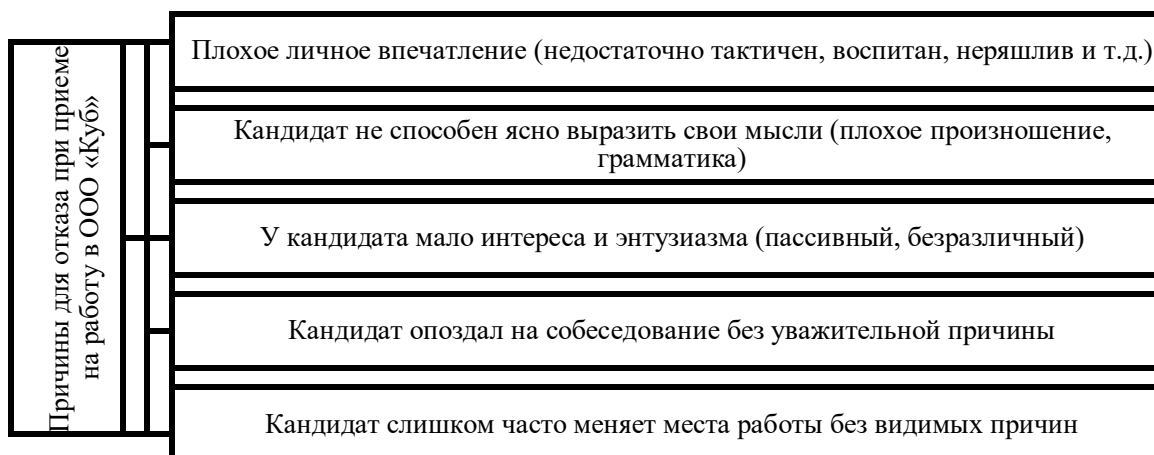 Причины для отказа при приеме
на работу в ООО «Куб»
Плохое личное впечатление (недостаточно тактичен, воспитан, неряшлив и т.д.)
Кандидат не способен ясно выразить свои мысли (плохое произношение,
грамматика)
У кандидата мало интереса и энтузиазма (пассивный, безразличный)
Кандидат опоздал на собеседование без уважительной причины
Кандидат слишком часто меняет места работы без видимых причин